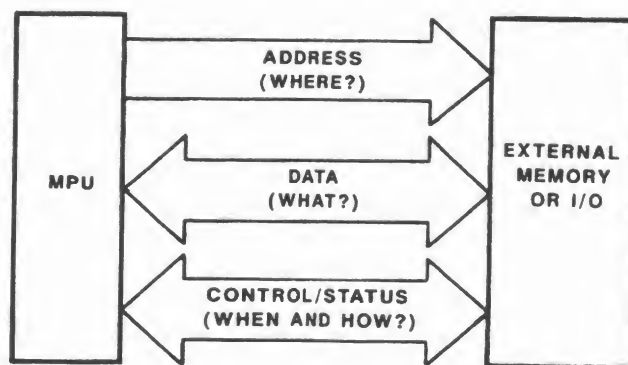 ADDRESS
(WHERE?)
MPU
DATA
(WHAT?)
EXTERNAL
MEMORY
OR I/O
CONTROL/STATUS
(WHEN AND HOW?)